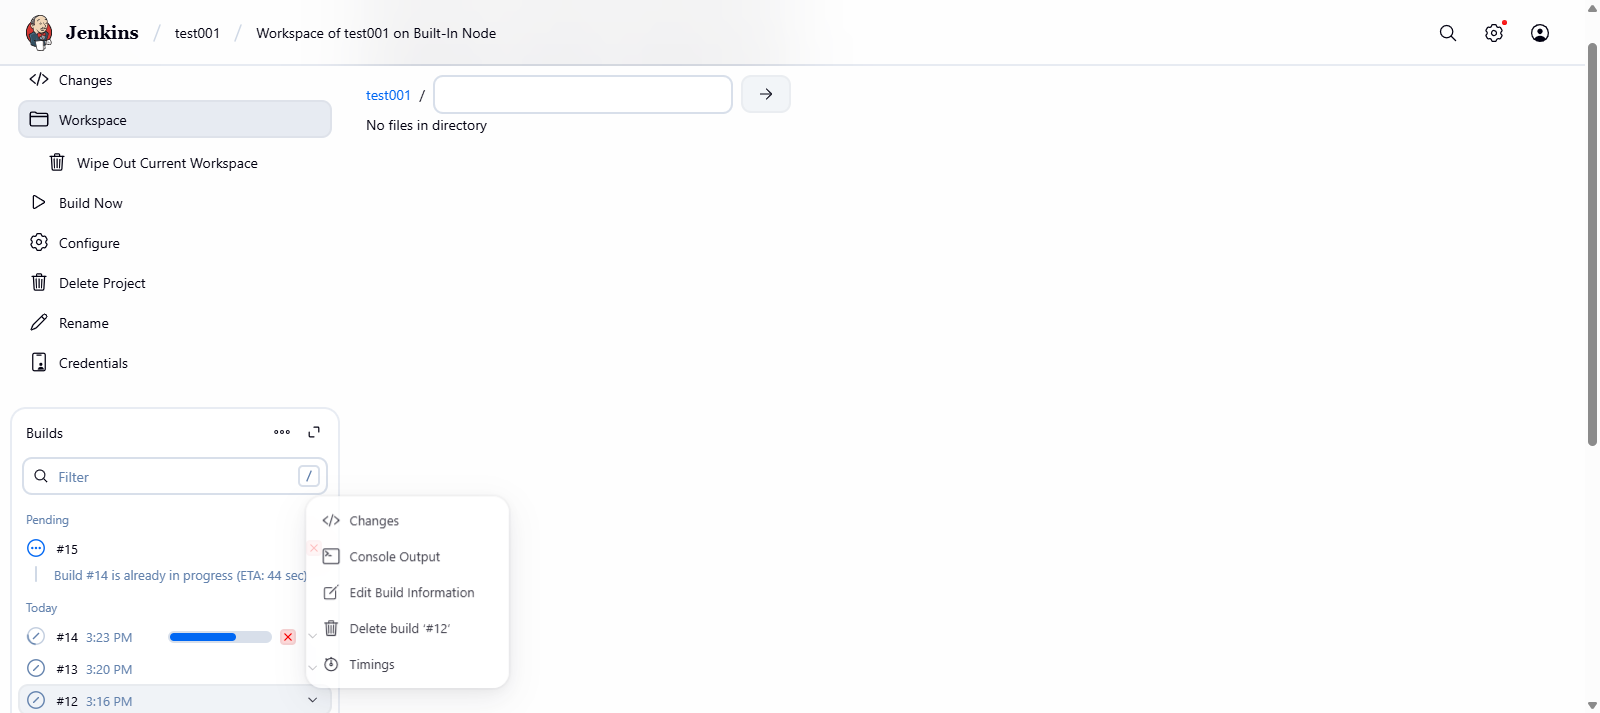 Jenkins / test001 / Workspace of test001 on Built-In Node
Changes
Workspace
Wipe Out Current Workspace
Build Now
Configure
Delete Project
Rename
Credentials
test001 /
No files in directory
Builds
Filter /
Pending
#15
Build #14 is already in progress (ETA: 44 sec)
Today
#14 3:23 PM
#13 3:20 PM
#12 3:16 PM
Changes
Console Output
Edit Build Information
Delete build ‘#12’
Timings